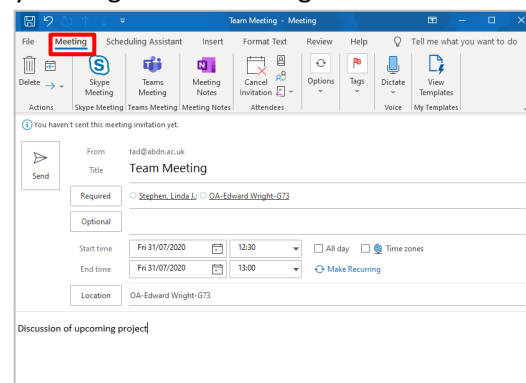 Team Meeting - Meeting
File Meeting Scheduling Assistant Insert Format Text Review Help Tell me what you want to do
Delete Skype Meeting Teams Meeting Meeting Notes Cancel Invitation Options Tags Dictate View Templates
Actions Skype Meeting Teams Meeting Meeting Notes Attendees Voice My Templates
You haven't sent this meeting invitation yet.
From tad@abdn.ac.uk
Send
Title Team Meeting
Required Stephen, Linda J.; OA-Edward Wright-G73
Optional
Start time Fri 31/07/2020 12:30 All day Time zones
End time Fri 31/07/2020 13:00 Make Recurring
Location OA-Edward Wright-G73
Discussion of upcoming project